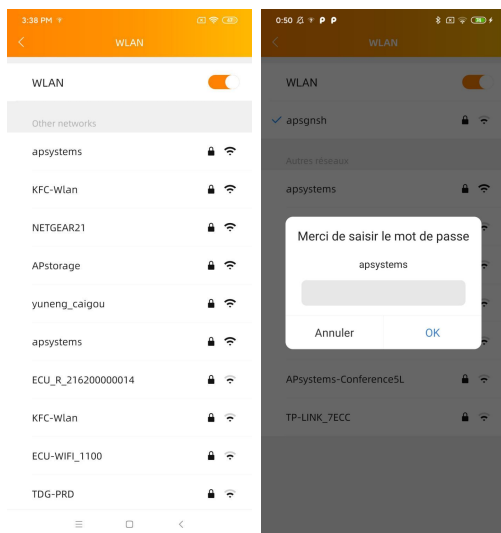 3:38 PM
WLAN
WLAN
Other networks
apsystems
KFC-Wlan
NETGEAR21
APstorage
yuneng_caigou
apsystems
ECU_R_216200000014
KFC-Wlan
ECU-WIFI_1100
TDG-PRD
0:50
WLAN
WLAN
apsgnsh
Autres réseaux
apsystems
Merci de saisir le mot de passe
apsystems
Annuler OK
APsystems-Conference5L
TP-LINK_7ECC